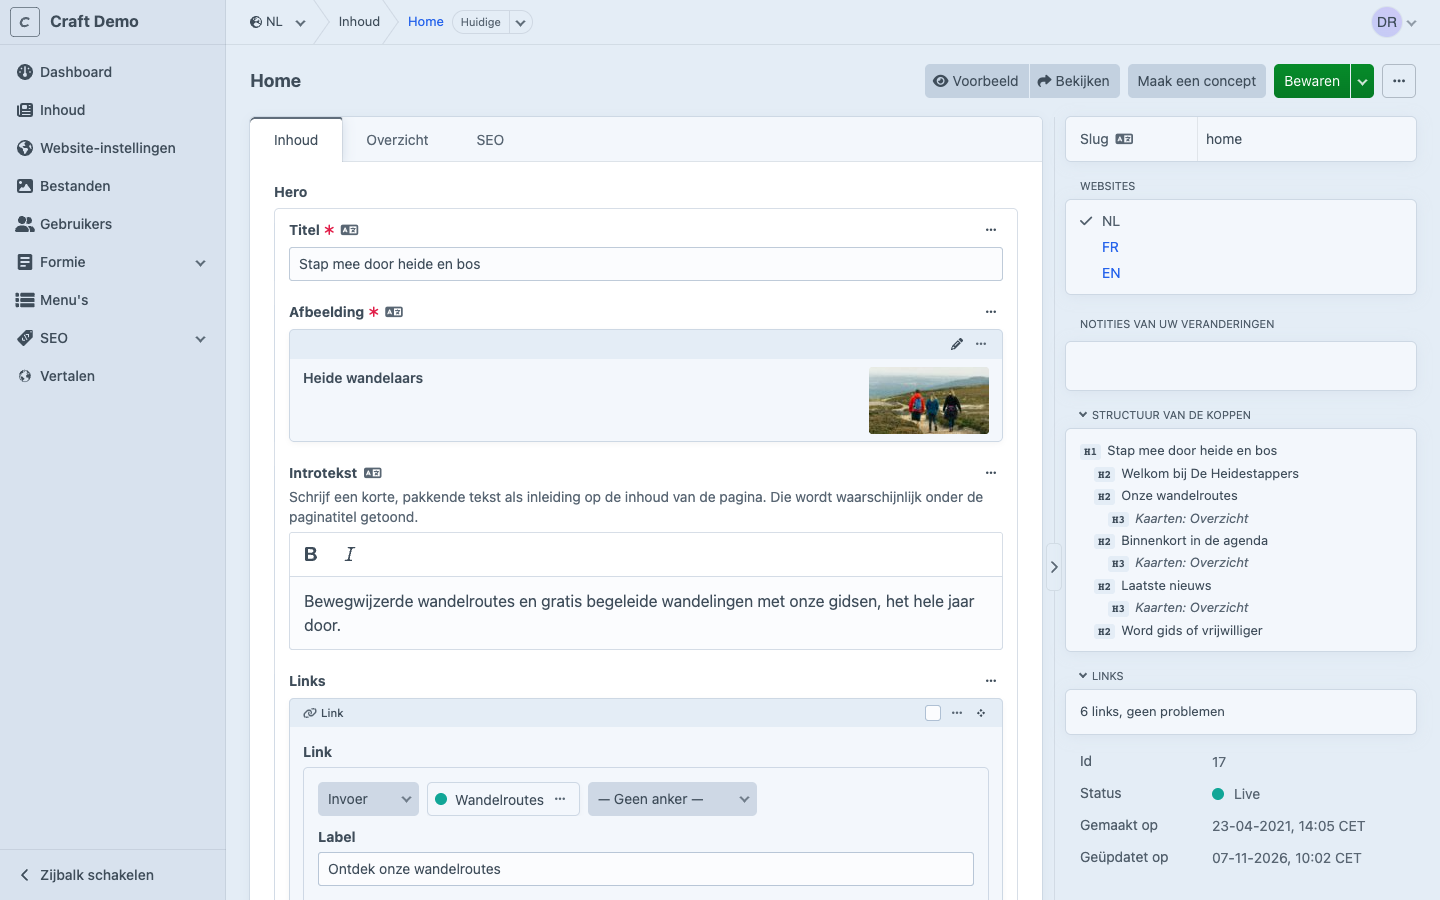 C Craft Demo
NL
Inhoud
Home
Huidige
DR
Dashboard
Inhoud
Website-instellingen
Bestanden
Gebruikers
Formie
Menu's
SEO
Vertalen
Zijbalk schakelen
Home
Voorbeeld
Bekijken
Maak een concept
Bewaren
Inhoud
Overzicht
SEO
Hero
Titel
Stap mee door heide en bos
Afbeelding
Heide wandelaars
Introtekst
Schrijf een korte, pakkende tekst als inleiding op de inhoud van de pagina. Die wordt waarschijnlijk onder de
paginatitel getoond.
B I
Bewegwijzerde wandelroutes en gratis begeleide wandelingen met onze gidsen, het hele jaar
door.
Links
Link
Link
Invoer
Wandelroutes
— Geen anker —
Label
Ontdek onze wandelroutes
Slug
home
WEBSITES
NL
FR
EN
NOTITIES VAN UW VERANDERINGEN
STRUCTUUR VAN DE KOPPEN
H1 Stap mee door heide en bos
H2 Welkom bij De Heidestappers
H2 Onze wandelroutes
H3 Kaarten: Overzicht
H2 Binnenkort in de agenda
H3 Kaarten: Overzicht
H2 Laatste nieuws
H3 Kaarten: Overzicht
H2 Word gids of vrijwilliger
LINKS
6 links, geen problemen
Id 17
Status Live
Gemaakt op 23-04-2021, 14:05 CET
Geüpdatet op 07-11-2026, 10:02 CET